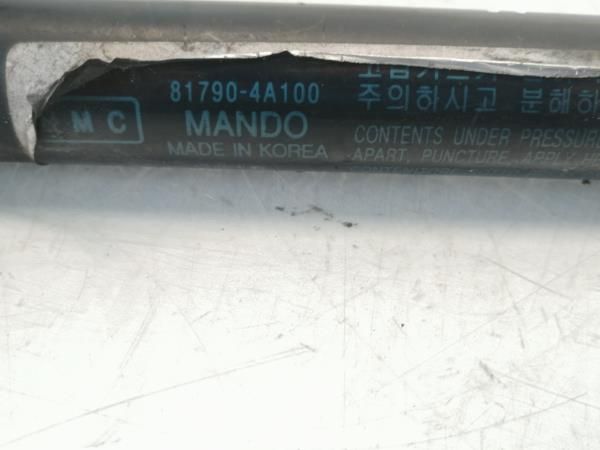 81790-4A100
M C MANDO
MADE IN KOREA
주의하시고 분해하
CONTENTS UNDER PRESSURE
APART, PUNCTURE, APPLY HE